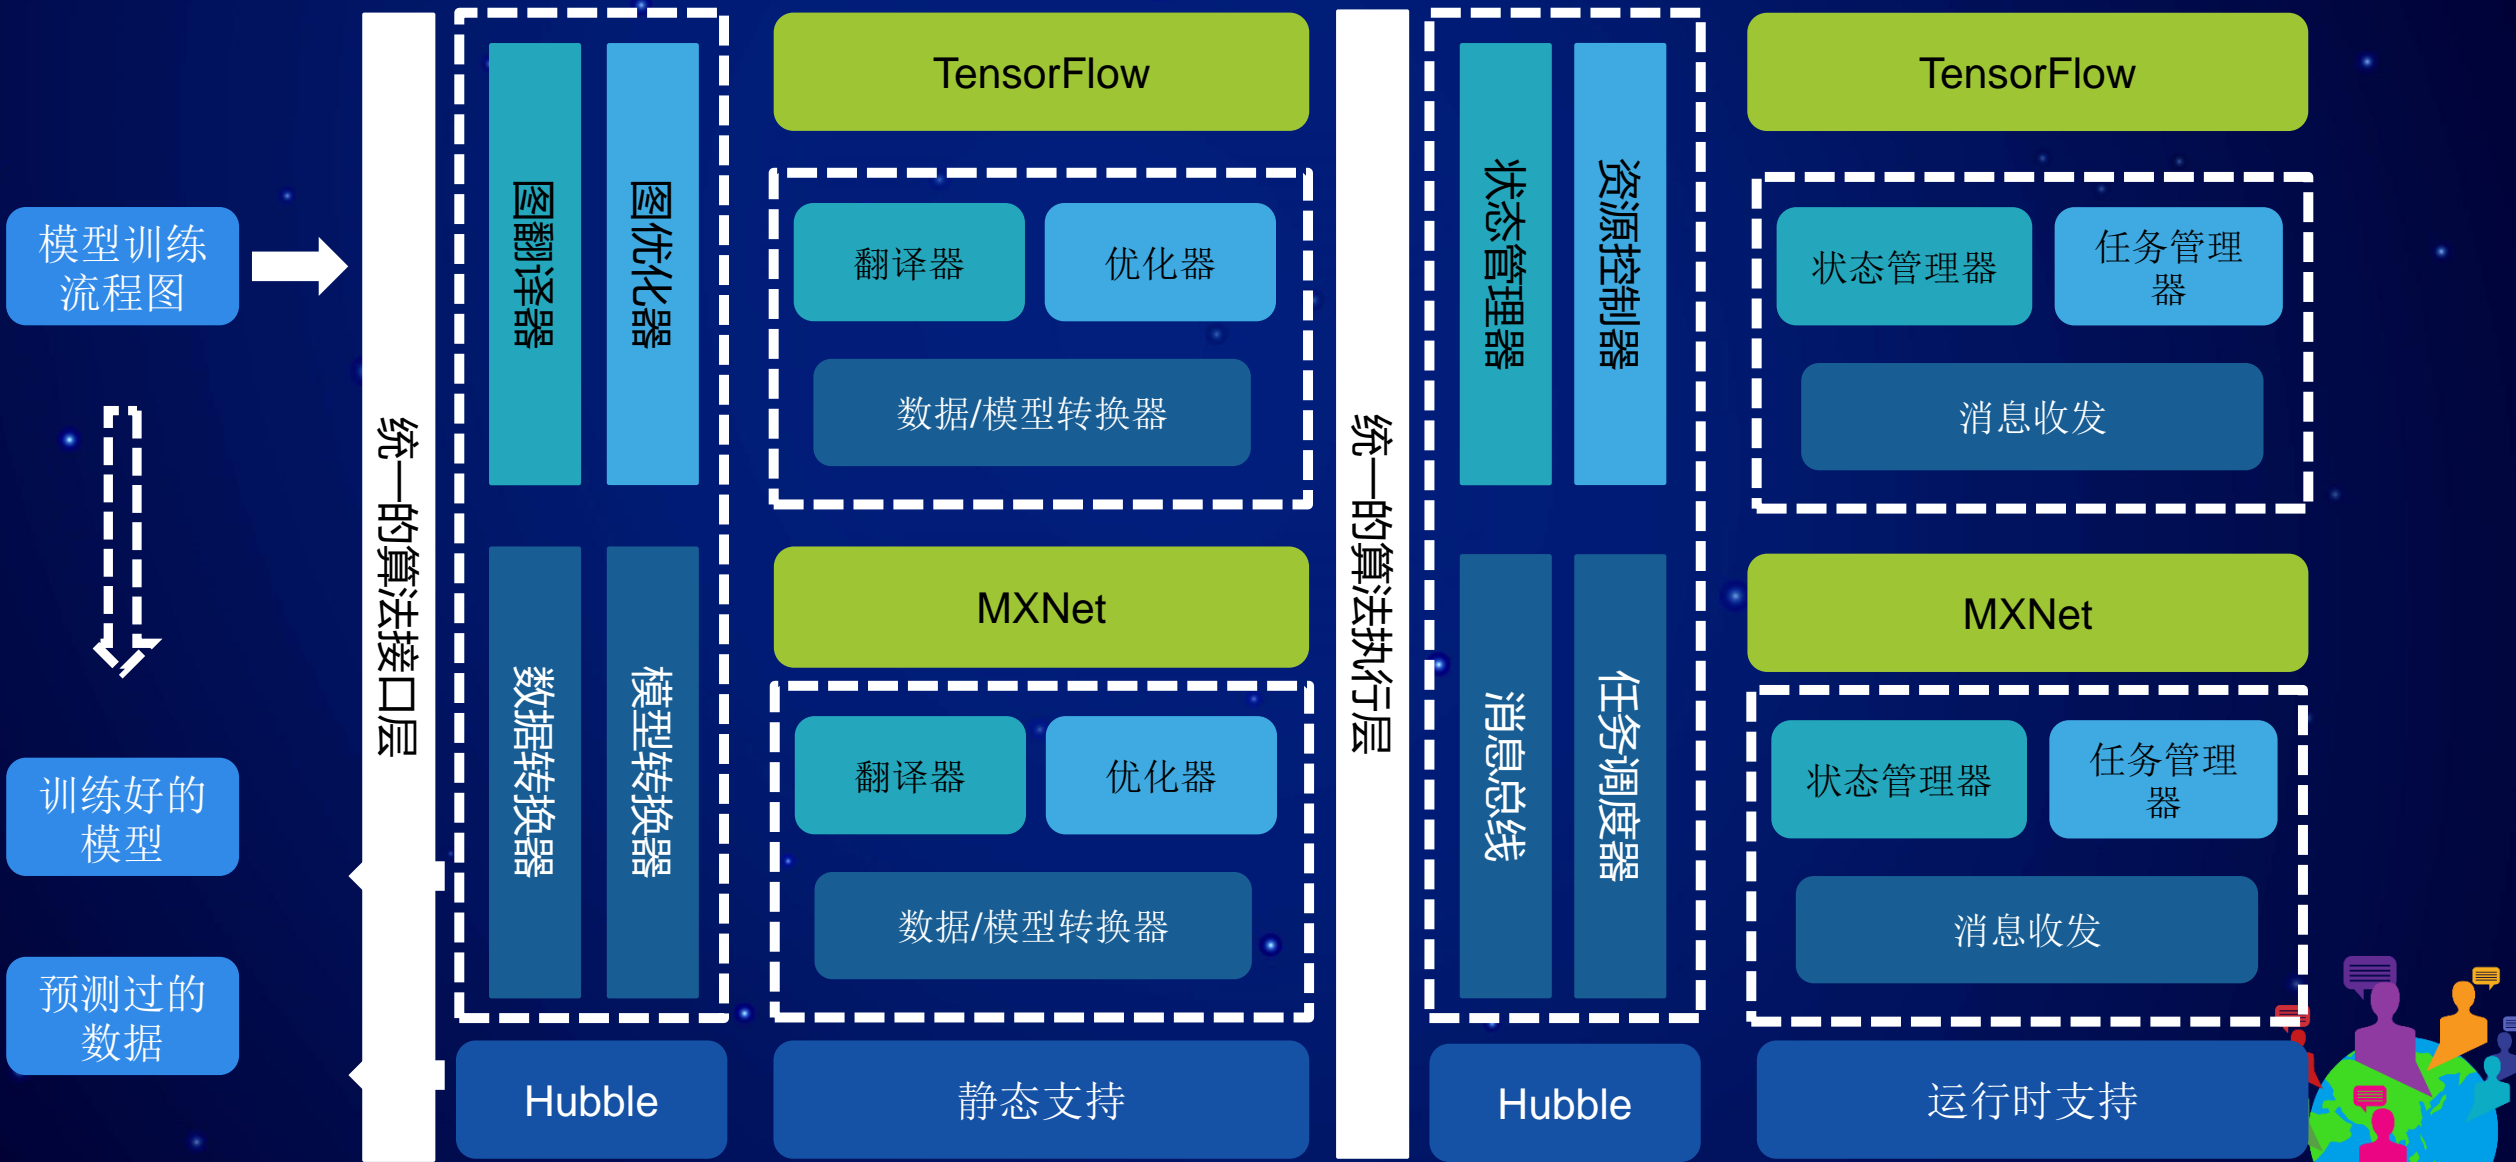 模型训练
流程图
训练好的
模型
预测过的
数据
统一的算法接口层
图翻译器
图优化器
数据转换器
模型转换器
Hubble
TensorFlow
翻译器
优化器
数据/模型转换器
MXNet
翻译器
优化器
数据/模型转换器
静态支持
统一的算法执行层
状态管理器
资源控制器
消息总线
任务调度器
Hubble
TensorFlow
状态管理器
任务管理
器
消息收发
MXNet
状态管理器
任务管理
器
消息收发
运行时支持